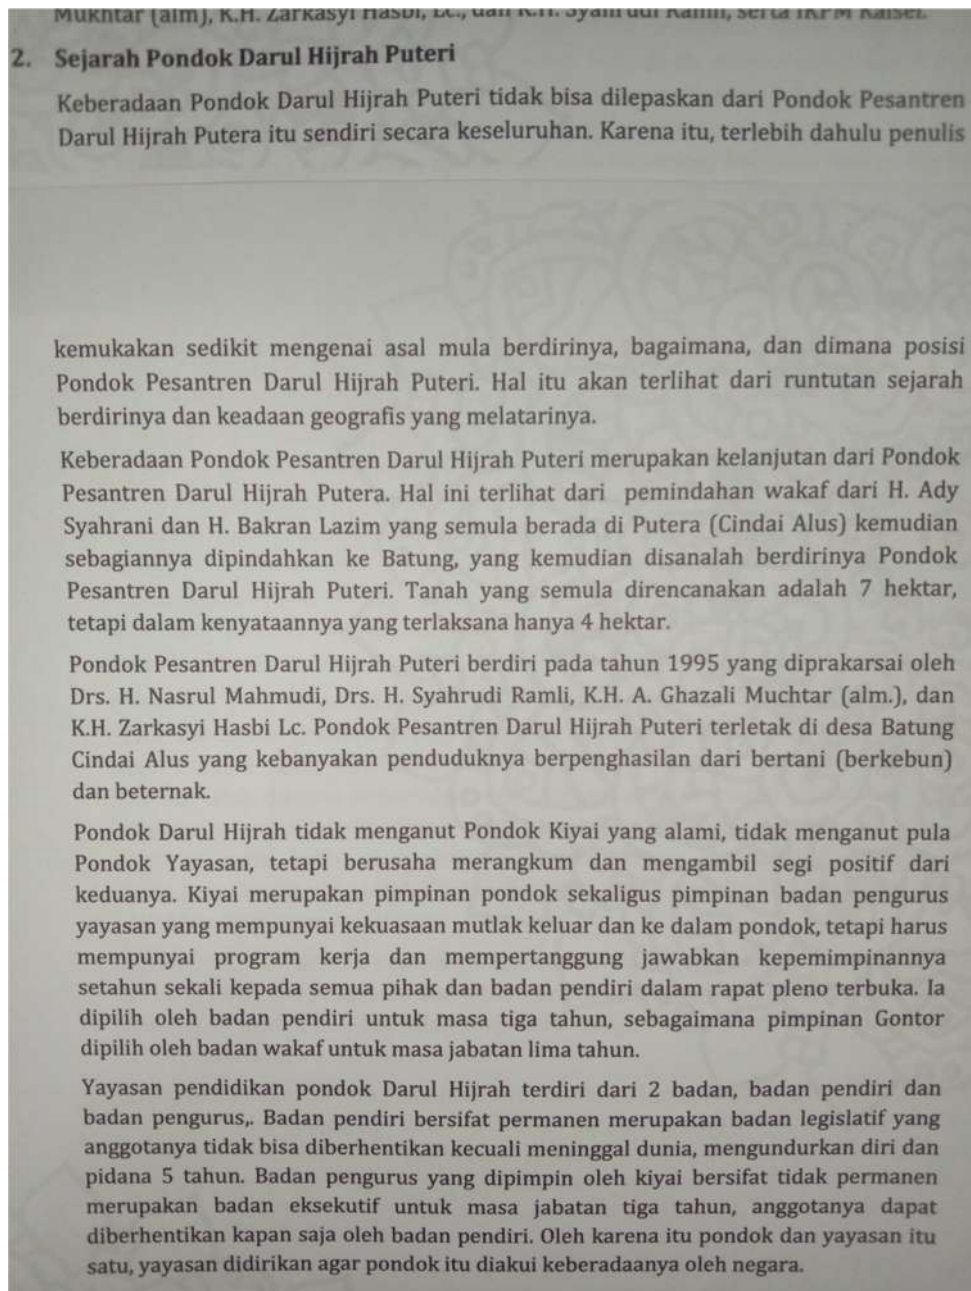 Mukhtar (alm), K.H. Zarkasyi Hasbi, Lc., dan K.H. Syahrudi Ramli, serta IKPM Kalsel.
2. Sejarah Pondok Darul Hijrah Puteri
Keberadaan Pondok Darul Hijrah Puteri tidak bisa dilepaskan dari Pondok Pesantren
Darul Hijrah Putera itu sendiri secara keseluruhan. Karena itu, terlebih dahulu penulis
kemukakan sedikit mengenai asal mula berdirinya, bagaimana, dan dimana posisi
Pondok Pesantren Darul Hijrah Puteri. Hal itu akan terlihat dari runtutan sejarah
berdirinya dan keadaan geografis yang melatarinya.
Keberadaan Pondok Pesantren Darul Hijrah Puteri merupakan kelanjutan dari Pondok
Pesantren Darul Hijrah Putera. Hal ini terlihat dari pemindahan wakaf dari H. Ady
Syahrani dan H. Bakran Lazim yang semula berada di Putera (Cindai Alus) kemudian
sebagiannya dipindahkan ke Batung, yang kemudian disanalah berdirinya Pondok
Pesantren Darul Hijrah Puteri. Tanah yang semula direncanakan adalah 7 hektar,
tetapi dalam kenyataannya yang terlaksana hanya 4 hektar.
Pondok Pesantren Darul Hijrah Puteri berdiri pada tahun 1995 yang diprakarsai oleh
Drs. H. Nasrul Mahmudi, Drs. H. Syahrudi Ramli, K.H. A. Ghazali Muchtar (alm.), dan
K.H. Zarkasyi Hasbi Lc. Pondok Pesantren Darul Hijrah Puteri terletak di desa Batung
Cindai Alus yang kebanyakan penduduknya berpenghasilan dari bertani (berkebun)
dan beternak.
Pondok Darul Hijrah tidak menganut Pondok Kiyai yang alami, tidak menganut pula
Pondok Yayasan, tetapi berusaha merangkum dan mengambil segi positif dari
keduanya. Kiyai merupakan pimpinan pondok sekaligus pimpinan badan pengurus
yayasan yang mempunyai kekuasaan mutlak keluar dan ke dalam pondok, tetapi harus
mempunyai program kerja dan mempertanggung jawabkan kepemimpinannya
setahun sekali kepada semua pihak dan badan pendiri dalam rapat pleno terbuka. Ia
dipilih oleh badan pendiri untuk masa tiga tahun, sebagaimana pimpinan Gontor
dipilih oleh badan wakaf untuk masa jabatan lima tahun.
Yayasan pendidikan pondok Darul Hijrah terdiri dari 2 badan, badan pendiri dan
badan pengurus,. Badan pendiri bersifat permanen merupakan badan legislatif yang
anggotanya tidak bisa diberhentikan kecuali meninggal dunia, mengundurkan diri dan
pidana 5 tahun. Badan pengurus yang dipimpin oleh kiyai bersifat tidak permanen
merupakan badan eksekutif untuk masa jabatan tiga tahun, anggotanya dapat
diberhentikan kapan saja oleh badan pendiri. Oleh karena itu pondok dan yayasan itu
satu, yayasan didirikan agar pondok itu diakui keberadaanya oleh negara.